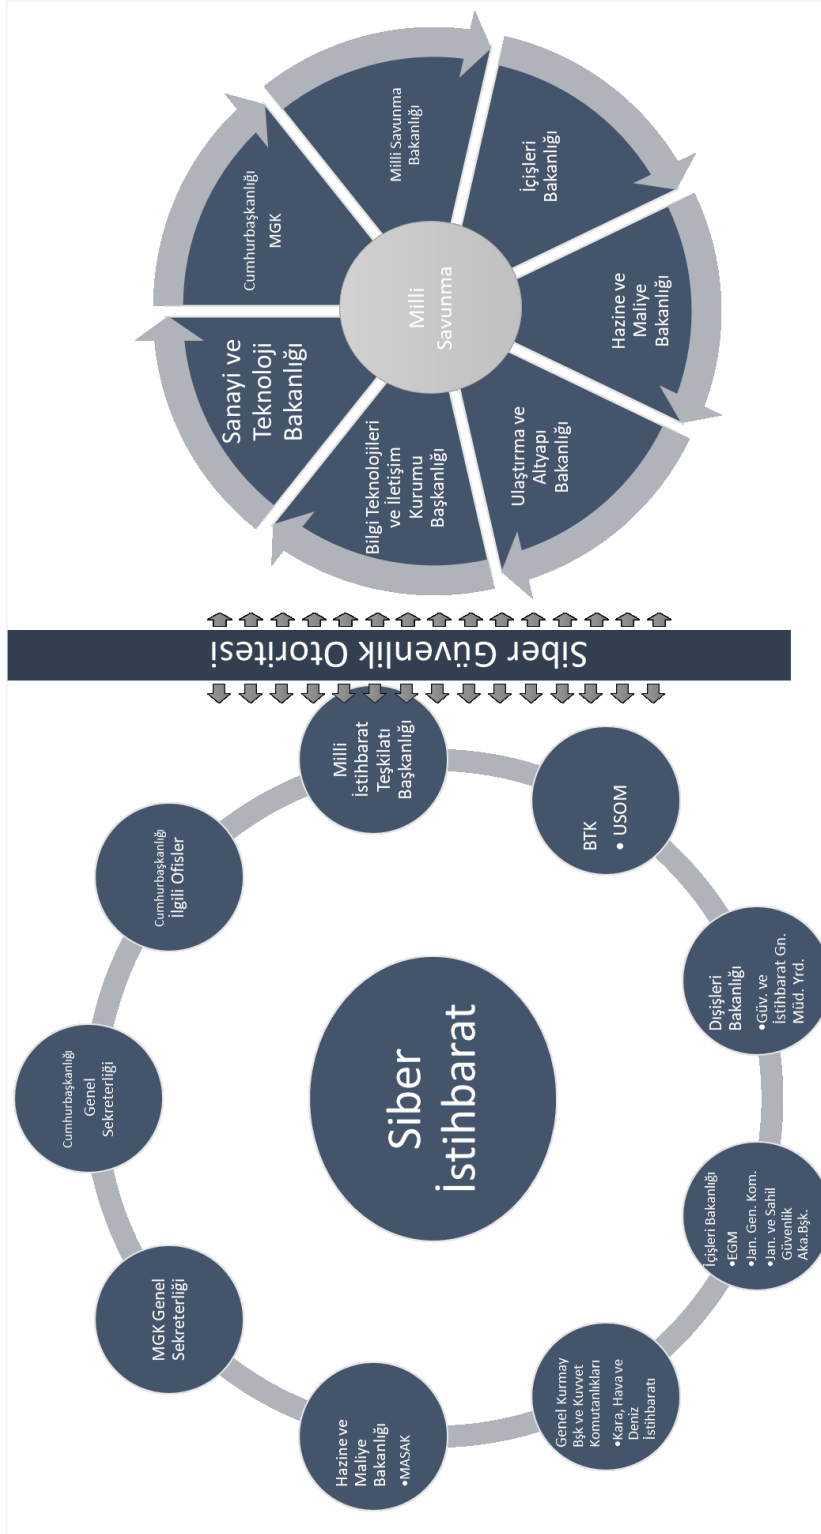 Siber
İstihbarat
Cumhurbaşkanlığı
Genel
Sekreterliği
Cumhurbaşkanlığı
İlgili Ofisler
Milli
İstihbarat
Teşkilatı
Başkanlığı
BTK
• USOM
Dışişleri
Bakanlığı
•Güv. ve
İstihbarat Gn.
Müd. Yrd.
İçişleri Bakanlığı
•EGM
•Jan. Gen. Kom.
•Jan. ve Sahil
Güvenlik
Aka.Bşk.
Genel Kurmay
Bşk ve Kuvvet
Komutanlıkları
•Kara, Hava ve
Deniz
İstihbaratı
Hazine ve
Maliye
Bakanlığı
•MASAK
MGK Genel
Sekreterliği
Siber Güvenlik Otoritesi
Milli
Savunma
Cumhurbaşkanlığı
MGK
Milli Savunma
Bakanlığı
İçişleri
Bakanlığı
Hazine ve
Maliye
Bakanlığı
Ulaştırma ve
Altyapı
Bakanlığı
Bilgi Teknolojileri
ve İletişim
Kurumu
Başkanlığı
Sanayi ve
Teknoloji
Bakanlığı